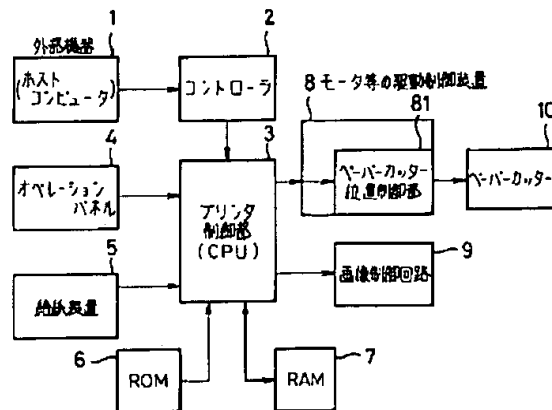 1
外部機器
(ホスト
コンピュータ)
2
コントローラ
8 モータ等の駆動制御装置
81
ペーパーカッター
位置制御部
10
ペーパーカッター
3
プリンタ
制御部
(CPU)
4
オペレーション
パネル
5
給紙装置
9
画像制御回路
6
ROM
RAM
7